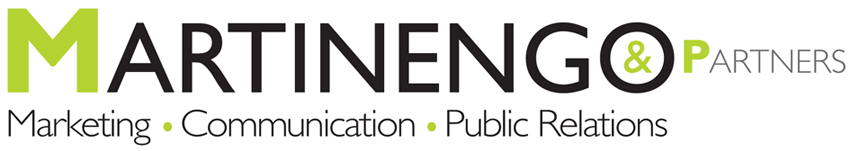 MARTINENGO & PARTNERS
Marketing • Communication • Public Relations